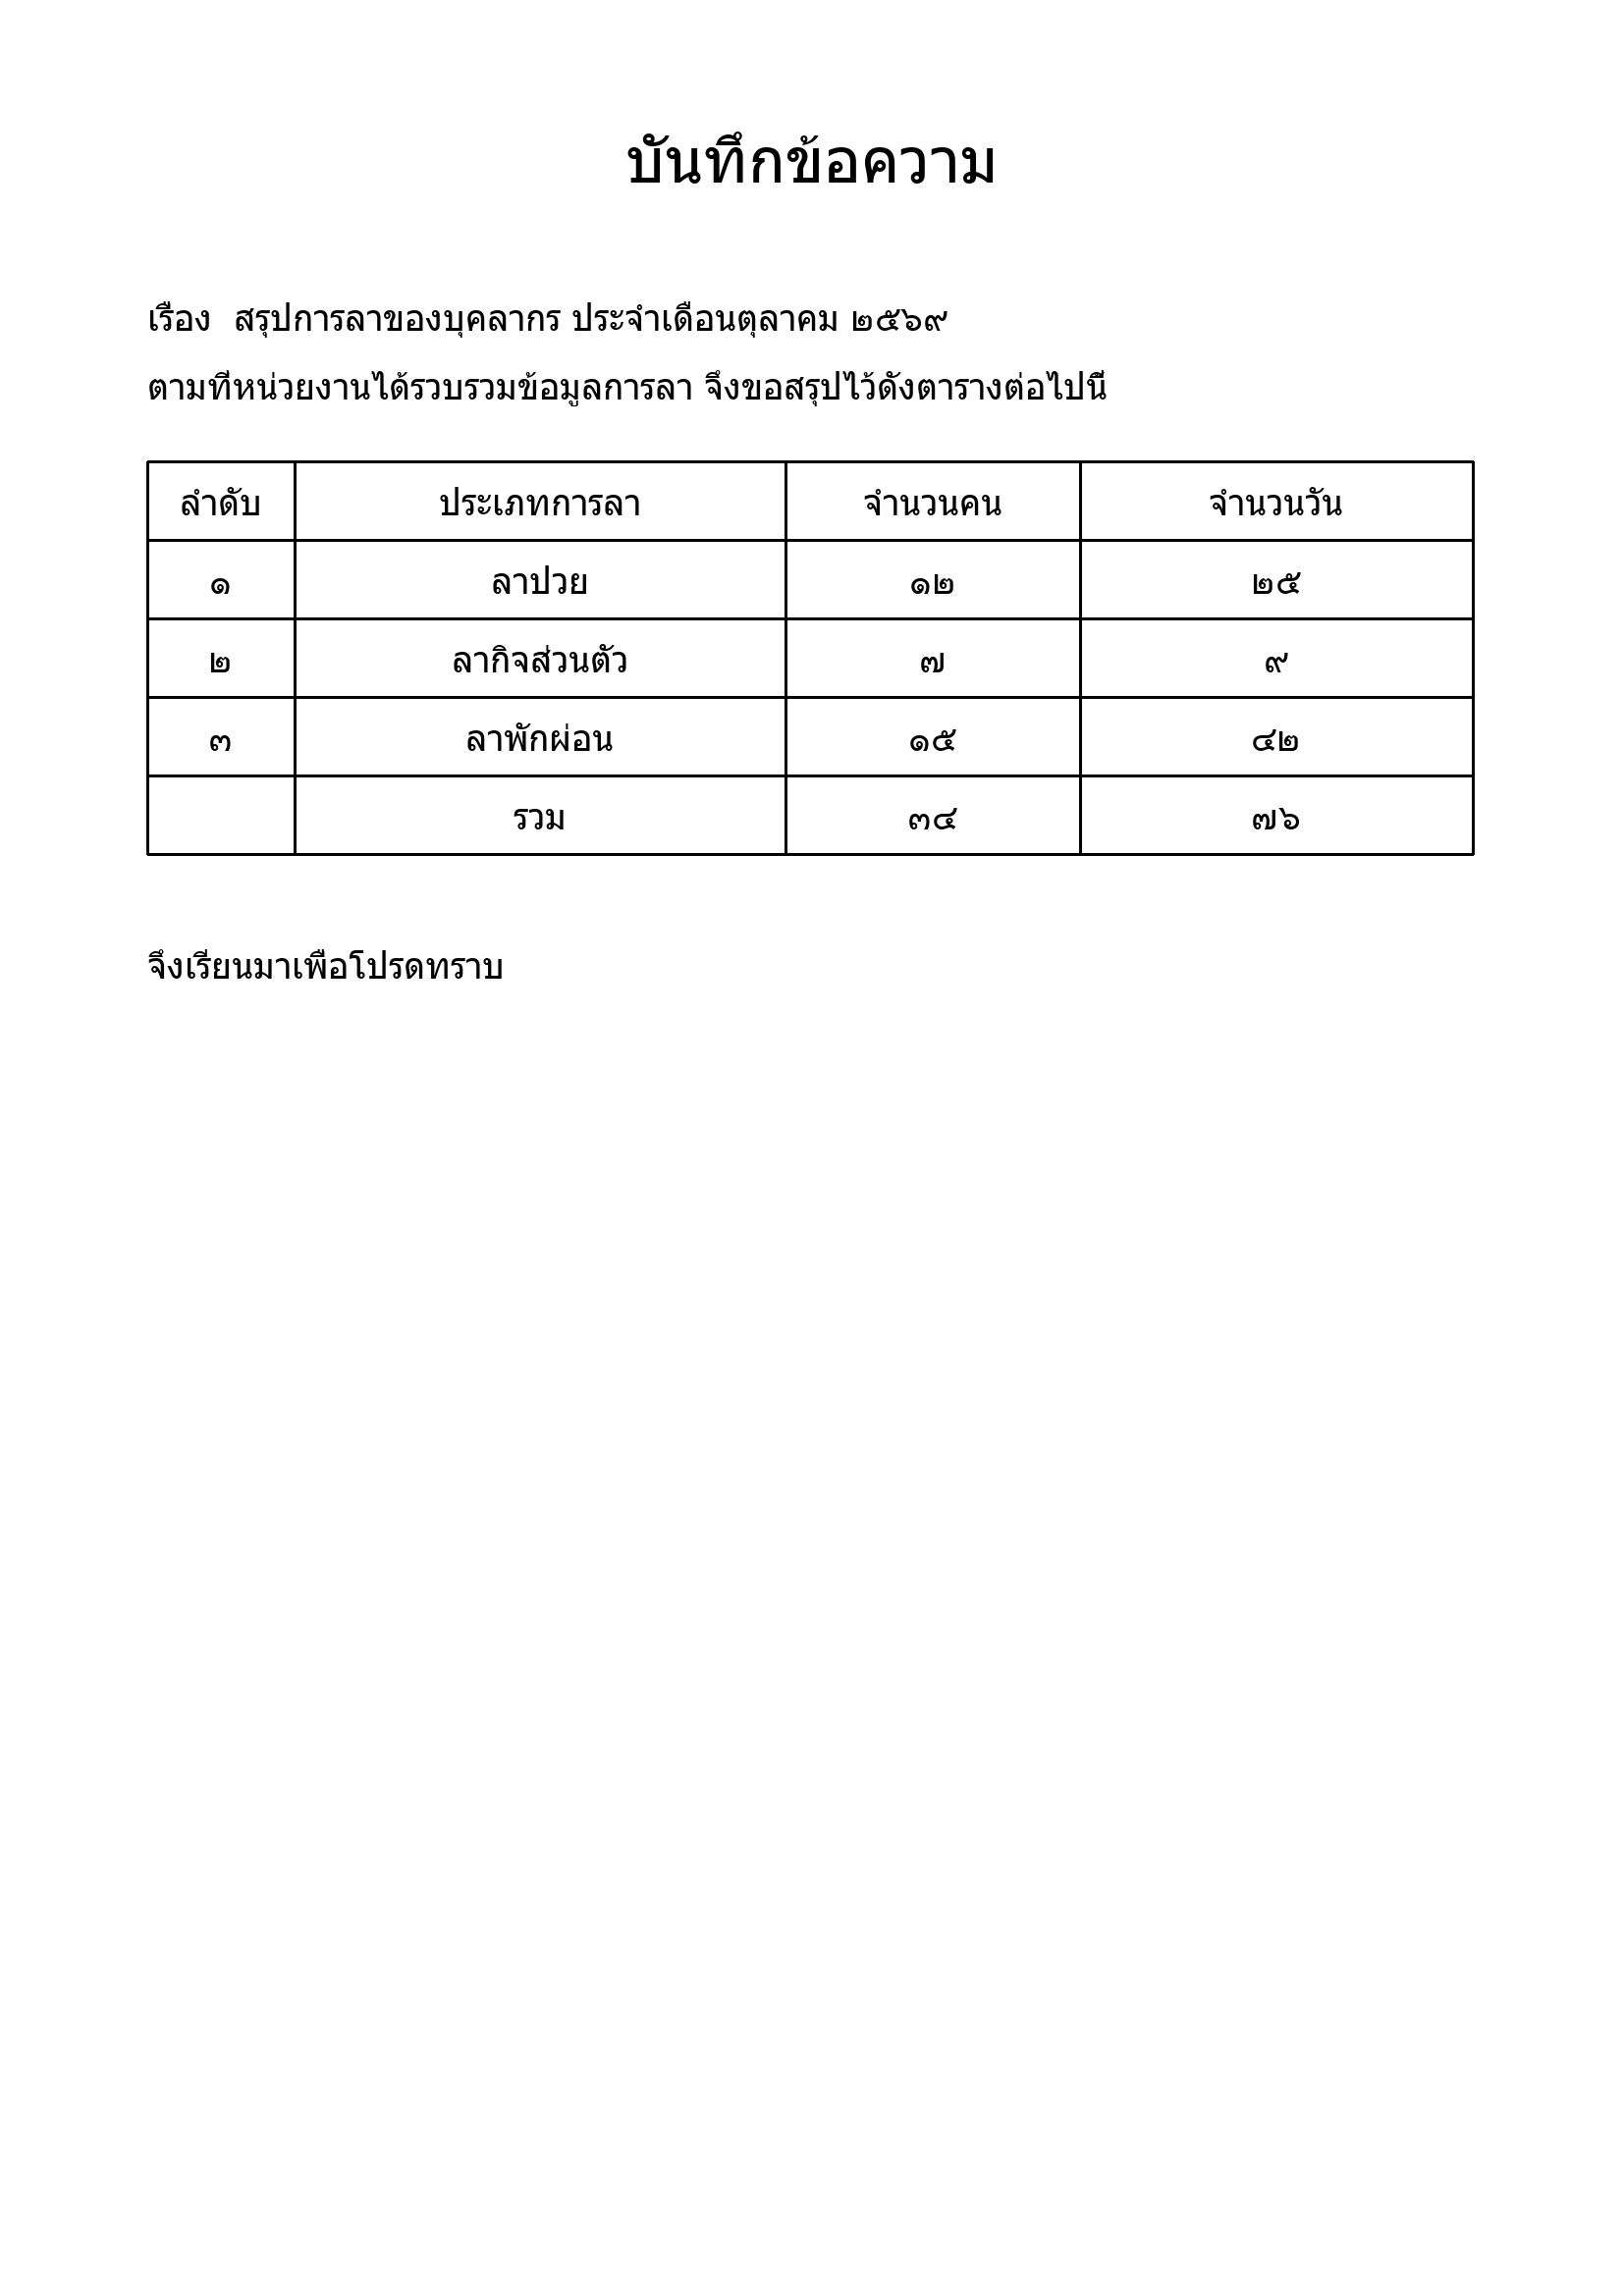 บันทึกข้อความ
เรื่อง สรุปการลาของบุคลากร ประจำเดือนตุลาคม ๒๕๖๙
ตามที่หน่วยงานได้รวบรวมข้อมูลการลา จึงขอสรุปไว้ดังตารางต่อไปนี้
ลำดับ ประเภทการลา จำนวนคน จำนวนวัน
๑ ลาป่วย ๑๒ ๒๕
๒ ลากิจส่วนตัว ๗ ๙
๓ ลาพักผ่อน ๑๕ ๔๒
รวม ๓๔ ๗๖
จึงเรียนมาเพื่อโปรดทราบ